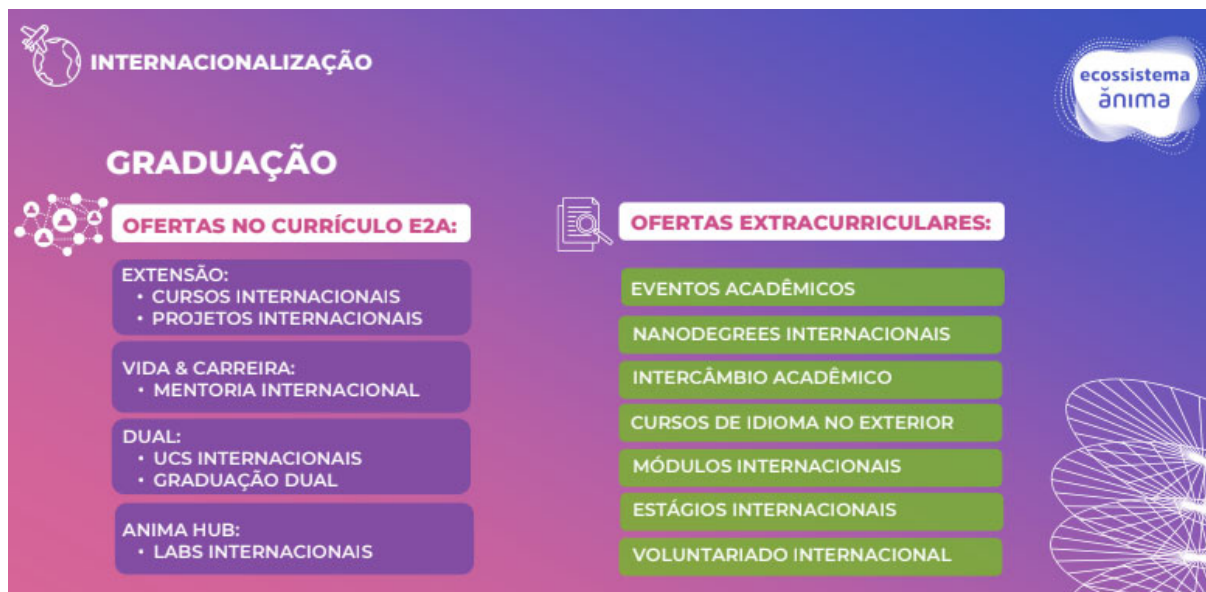 INTERNACIONALIZAÇÃO
ecossistema
ănıma
GRADUAÇÃO
OFERTAS NO CURRÍCULO E2A:
EXTENSÃO:
• CURSOS INTERNACIONAIS
• PROJETOS INTERNACIONAIS
VIDA & CARREIRA:
• MENTORIA INTERNACIONAL
DUAL:
• UCS INTERNACIONAIS
• GRADUAÇÃO DUAL
ANIMA HUB:
• LABS INTERNACIONAIS
OFERTAS EXTRACURRICULARES:
EVENTOS ACADÊMICOS
NANODEGREES INTERNACIONAIS
INTERCÂMBIO ACADÊMICO
CURSOS DE IDIOMA NO EXTERIOR
MÓDULOS INTERNACIONAIS
ESTÁGIOS INTERNACIONAIS
VOLUNTARIADO INTERNACIONAL